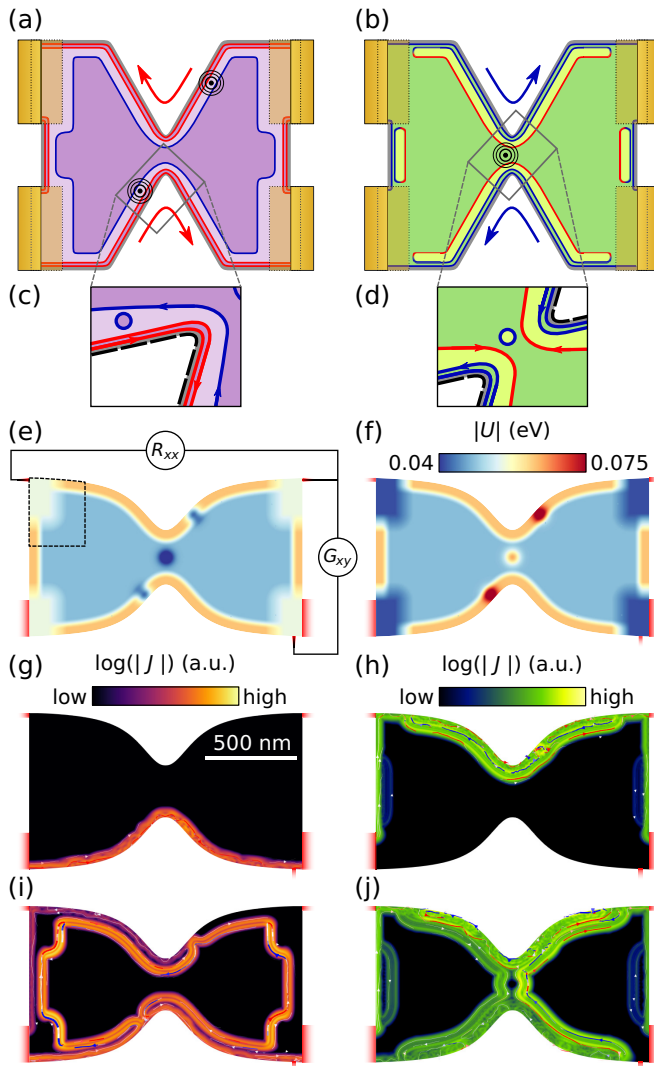 (a) (b)
(c) (d)
(e) (f)
R_xx |U| (eV)
0.04 0.075
G_xy
log(| J |) (a.u.) log(| J |) (a.u.)
(g) low high (h) low high
500 nm
(i) (j)